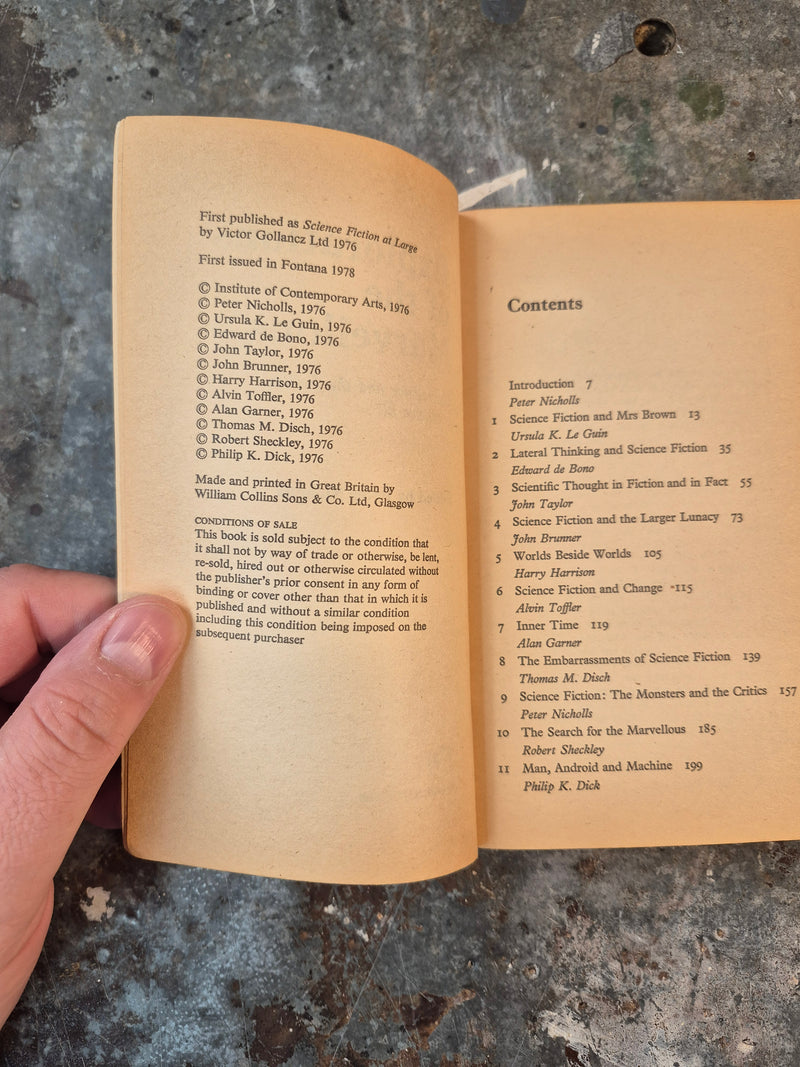 First published as Science Fiction at Large
by Victor Gollancz Ltd 1976
First issued in Fontana 1978
© Institute of Contemporary Arts, 1976
© Peter Nicholls, 1976
© Ursula K. Le Guin, 1976
© Edward de Bono, 1976
© John Taylor, 1976
© John Brunner, 1976
© Harry Harrison, 1976
© Alvin Toffler, 1976
© Alan Garner, 1976
© Thomas M. Disch, 1976
© Robert Sheckley, 1976
© Philip K. Dick, 1976
Made and printed in Great Britain by
William Collins Sons & Co. Ltd, Glasgow
CONDITIONS OF SALE
This book is sold subject to the condition that
it shall not by way of trade or otherwise, be lent,
re-sold, hired out or otherwise circulated without
the publisher's prior consent in any form of
binding or cover other than that in which it is
published and without a similar condition
including this condition being imposed on the
subsequent purchaser
Contents
Introduction 7
Peter Nicholls
1 Science Fiction and Mrs Brown 13
Ursula K. Le Guin
2 Lateral Thinking and Science Fiction 35
Edward de Bono
3 Scientific Thought in Fiction and in Fact 55
John Taylor
4 Science Fiction and the Larger Lunacy 73
John Brunner
5 Worlds Beside Worlds 105
Harry Harrison
6 Science Fiction and Change 115
Alvin Toffler
7 Inner Time 119
Alan Garner
8 The Embarrassments of Science Fiction 139
Thomas M. Disch
9 Science Fiction: The Monsters and the Critics 157
Peter Nicholls
10 The Search for the Marvellous 185
Robert Sheckley
11 Man, Android and Machine 199
Philip K. Dick